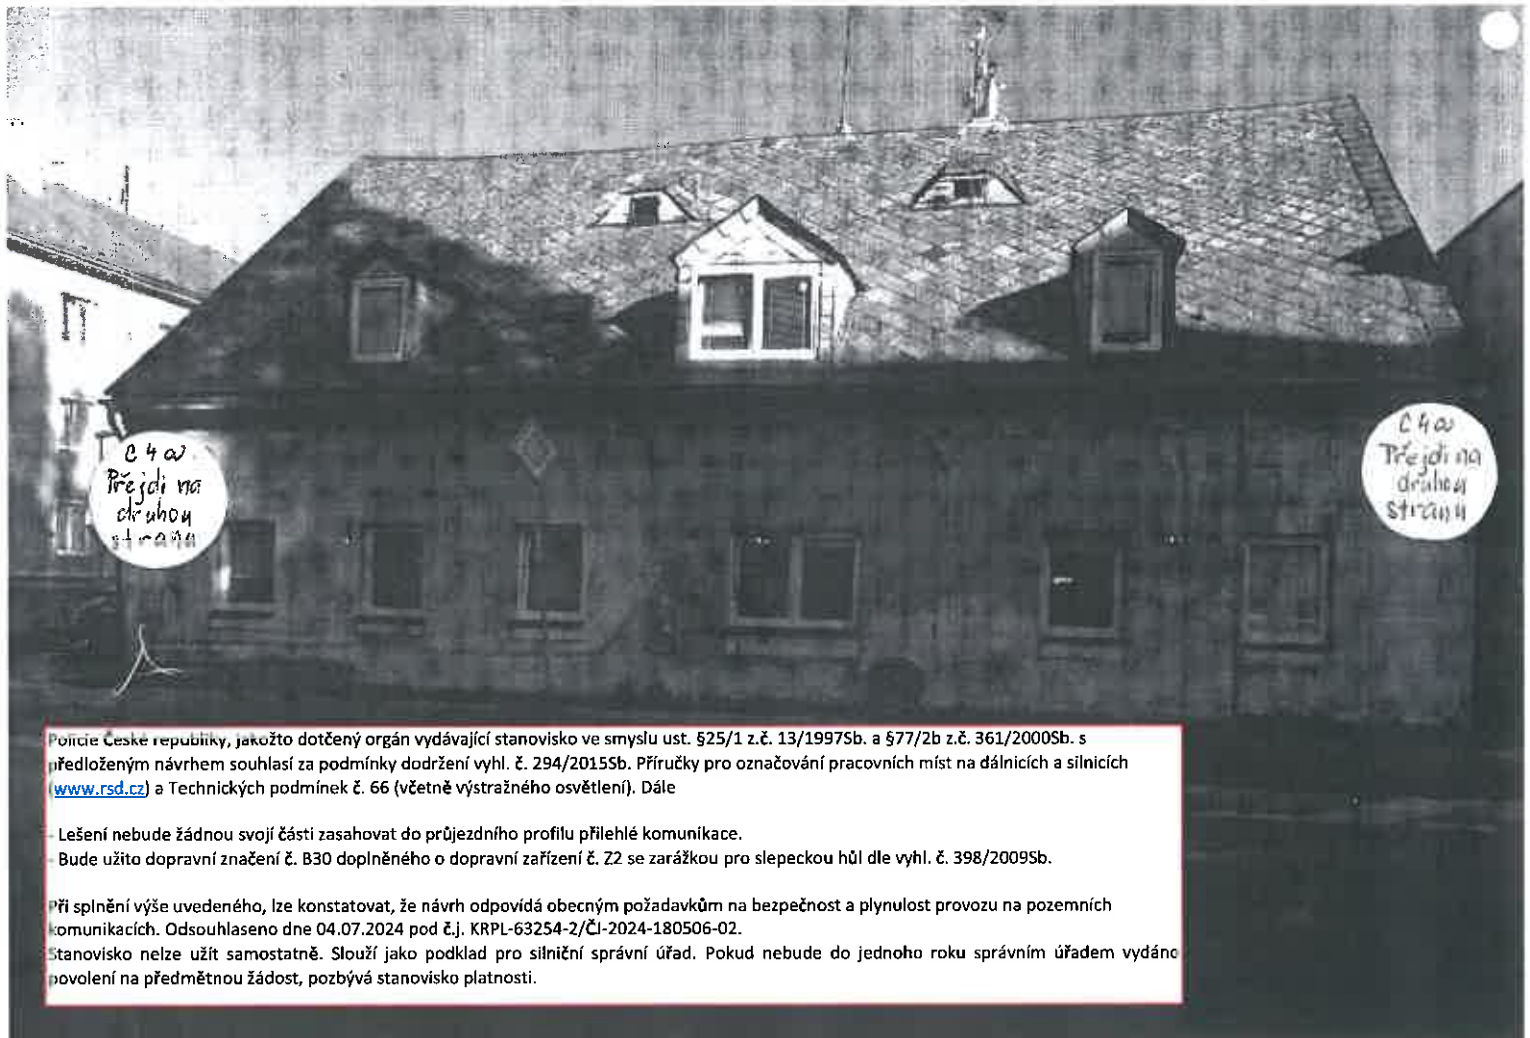 C 4 a
Přejdi na
druhou
stranu
C 4 a
Přejdi na
druhou
stranu
Policie České republiky, jakožto dotčený orgán vydávající stanovisko ve smyslu ust. §25/1 z.č. 13/1997Sb. a §77/2b z.č. 361/2000Sb. s
předloženým návrhem souhlasí za podmínky dodržení vyhl. č. 294/2015Sb. Příručky pro označování pracovních míst na dálnicích a silnicích
(www.rsd.cz) a Technických podmínek č. 66 (včetně výstražného osvětlení). Dále
- Lešení nebude žádnou svojí části zasahovat do průjezdního profilu přilehlé komunikace.
- Bude užito dopravní značení č. B30 doplněného o dopravní zařízení č. Z2 se zarážkou pro slepeckou hůl dle vyhl. č. 398/2009Sb.
Při splnění výše uvedeného, lze konstatovat, že návrh odpovídá obecným požadavkům na bezpečnost a plynulost provozu na pozemních
komunikacích. Odsouhlaseno dne 04.07.2024 pod č.j. KRPL-63254-2/ČJ-2024-180506-02.
Stanovisko nelze užít samostatně. Slouží jako podklad pro silniční správní úřad. Pokud nebude do jednoho roku správním úřadem vydáno
povolení na předmětnou žádost, pozbývá stanovisko platnosti.